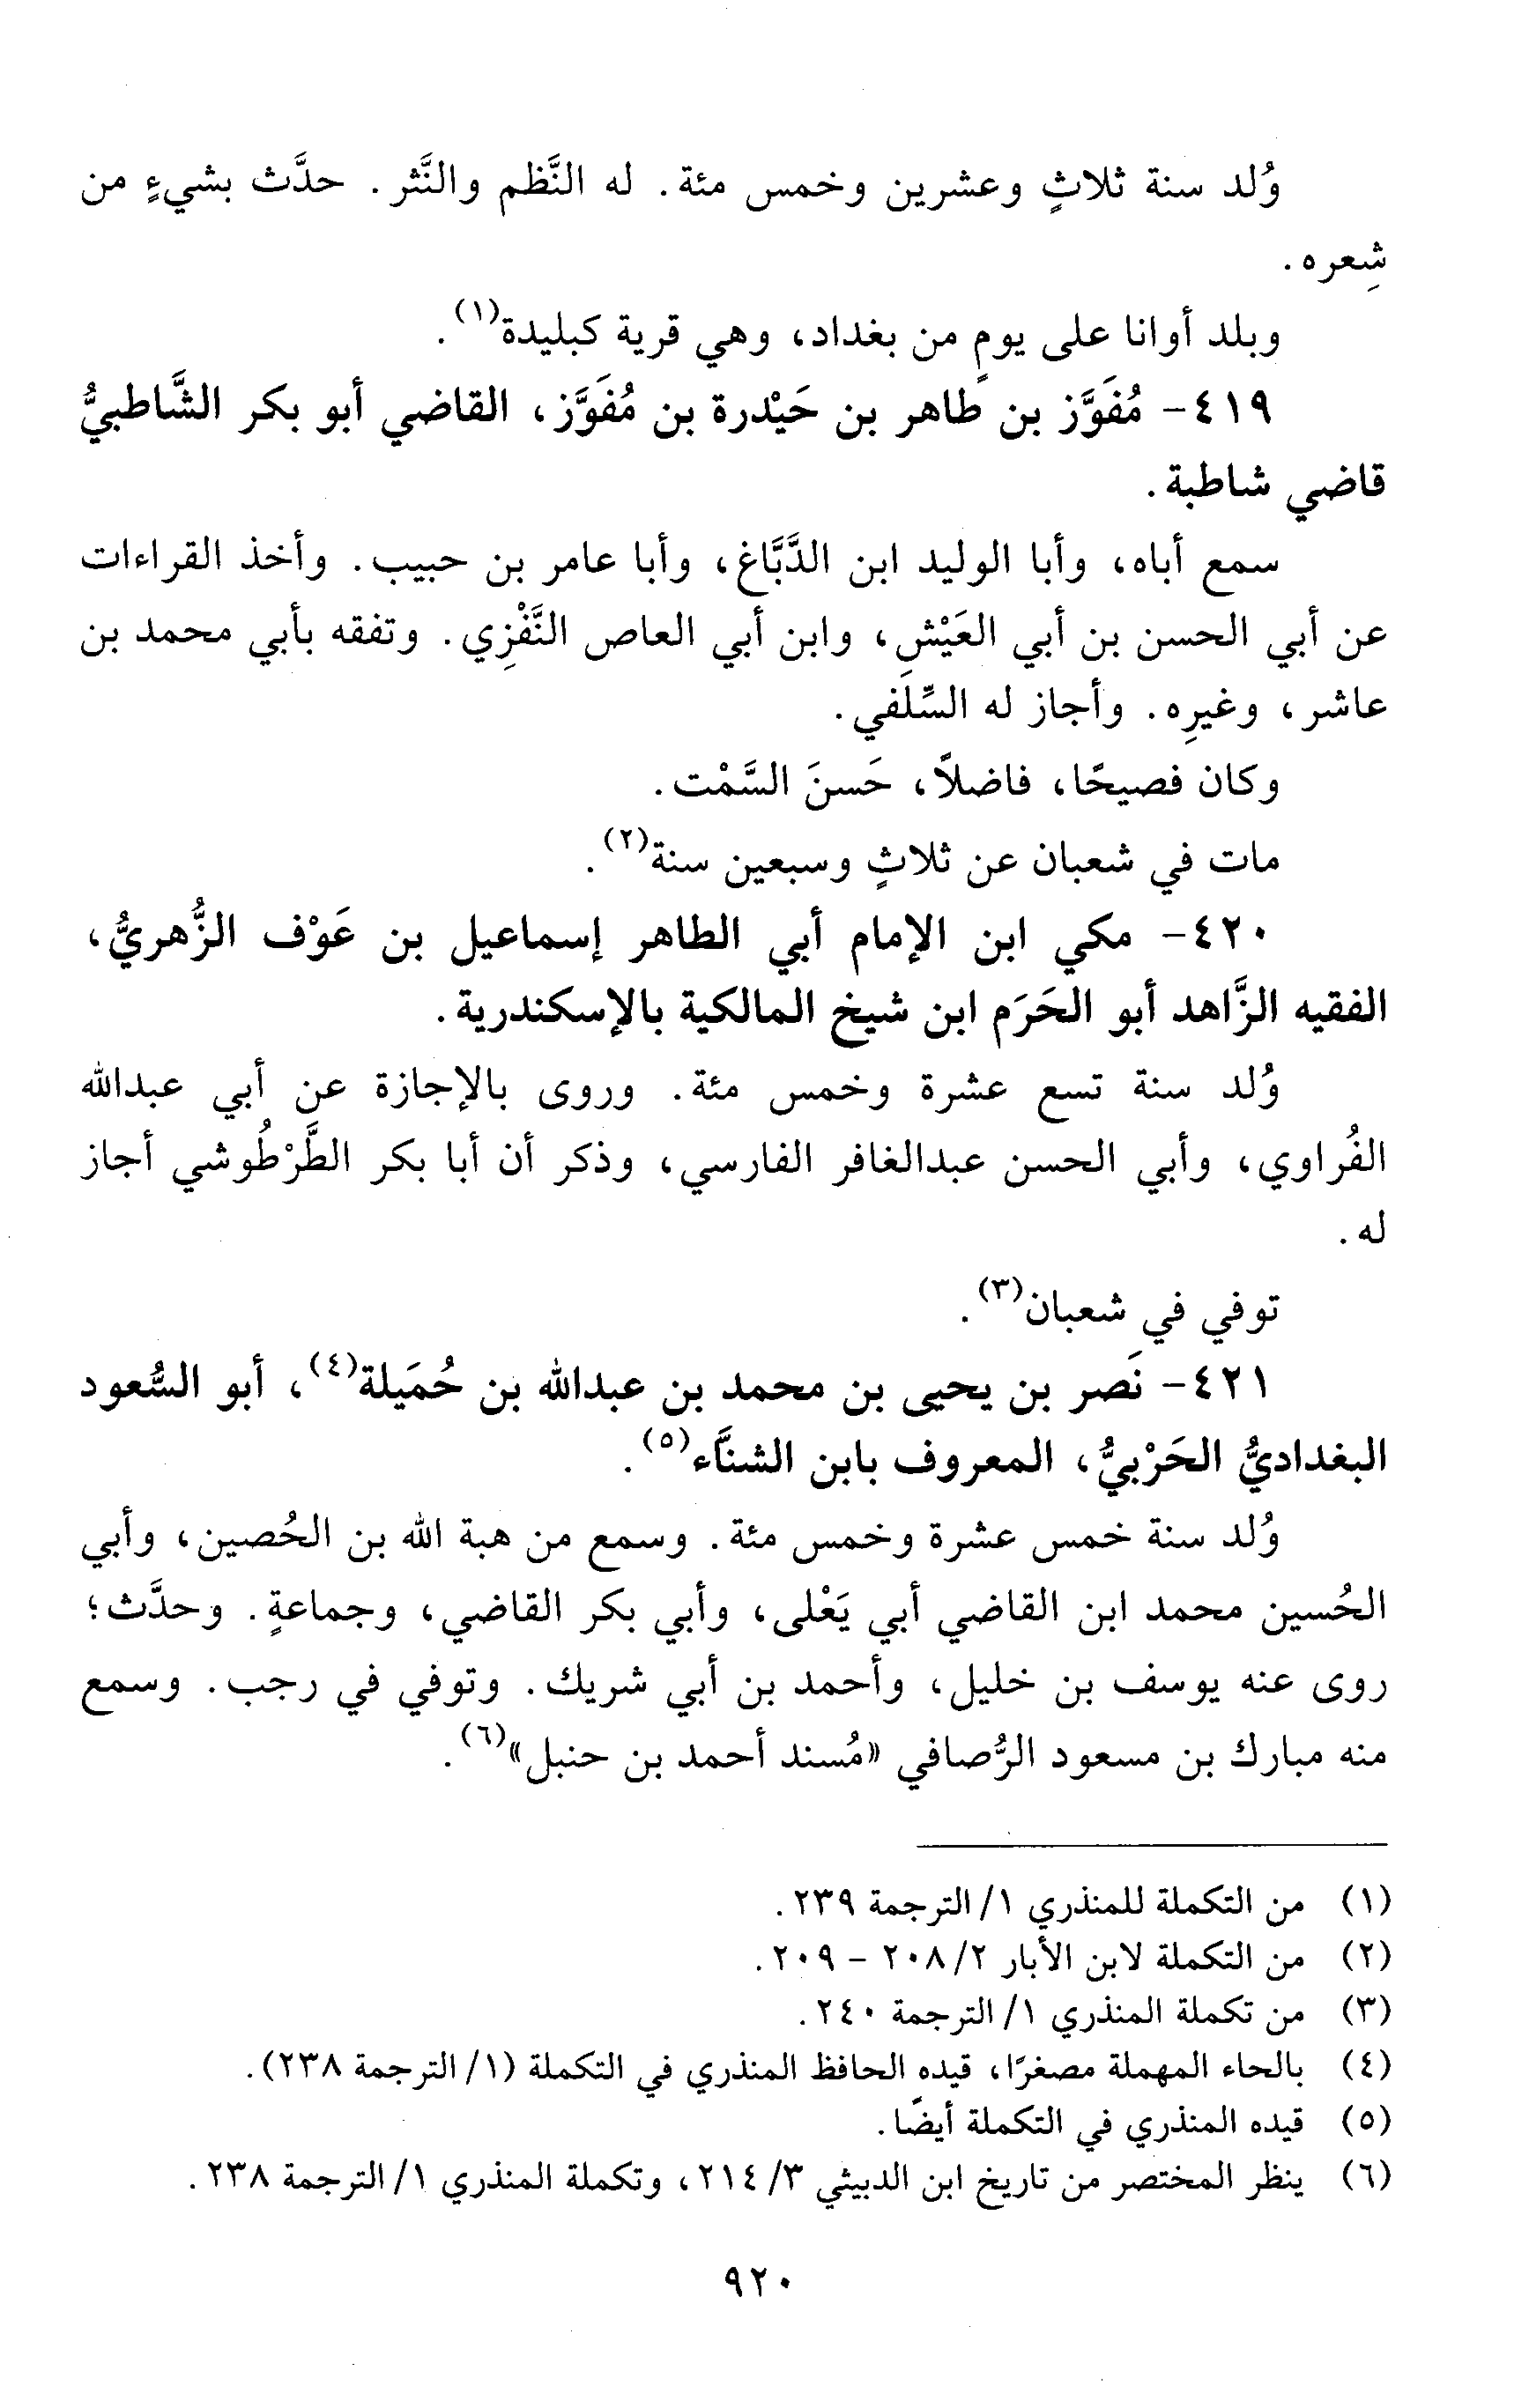 وُلد سنة ثلاثٍ وعشرين وخمس مئة. له النَّظم والنَّثر. حدَّث بشيءٍ من
شِعره.
وبلد أوانا على يومٍ من بغداد، وهي قرية كبليدة(١).
٤١٩- مُفَوَّز بن طاهر بن حَيْدرة بن مُفَوَّز، القاضي أبو بكر الشَّاطبيُّ
قاضي شاطبة.
سمع أباه، وأبا الوليد ابن الدَّبَّاغ، وأبا عامر بن حبيب. وأخذ القراءات
عن أبي الحسن بن أبي العَيْش، وابن أبي العاص النَّفْزِي. وتفقه بأبي محمد بن
عاشر، وغيرِه. وأجاز له السِّلَفي.
وكان فصيحًا، فاضلاً، حَسنَ السَّمْت.
مات في شعبان عن ثلاثٍ وسبعين سنة(٢).
٤٢٠- مكي ابن الإمام أبي الطاهر إسماعيل بن عَوْف الزُّهريُّ،
الفقيه الزَّاهد أبو الحَرَم ابن شيخ المالكية بالإسكندرية.
وُلد سنة تسع عشرة وخمس مئة. وروى بالإجازة عن أبي عبدالله
الفُراوي، وأبي الحسن عبدالغافر الفارسي، وذكر أن أبا بكر الطَّرْطُوشي أجاز
له.
توفي في شعبان(٣).
٤٢١- نَصر بن يحيى بن محمد بن عبدالله بن حُمَيلة(٤)، أبو السُّعود
البغداديُّ الحَرْبيُّ، المعروف بابن الشنَّاء(٥).
وُلد سنة خمس عشرة وخمس مئة. وسمع من هبة الله بن الحُصين، وأبي
الحُسين محمد ابن القاضي أبي يَعْلى، وأبي بكر القاضي، وجماعةٍ. وحدَّث؛
روى عنه يوسف بن خليل، وأحمد بن أبي شريك. وتوفي في رجب. وسمع
منه مبارك بن مسعود الرُّصافي «مُسند أحمد بن حنبل»(٦).
(١) من التكملة للمنذري ١/ الترجمة ٢٣٩.
(٢) من التكملة لابن الأبار ٢/ ٢٠٨ - ٢٠٩.
(٣) من تكملة المنذري ١/ الترجمة ٢٤٠.
(٤) بالحاء المهملة مصغرًا، قيده الحافظ المنذري في التكملة (١/ الترجمة ٢٣٨).
(٥) قيده المنذري في التكملة أيضًا.
(٦) ينظر المختصر من تاريخ ابن الدبيثي ٣/ ٢١٤، وتكملة المنذري ١/ الترجمة ٢٣٨.
٩٢٠